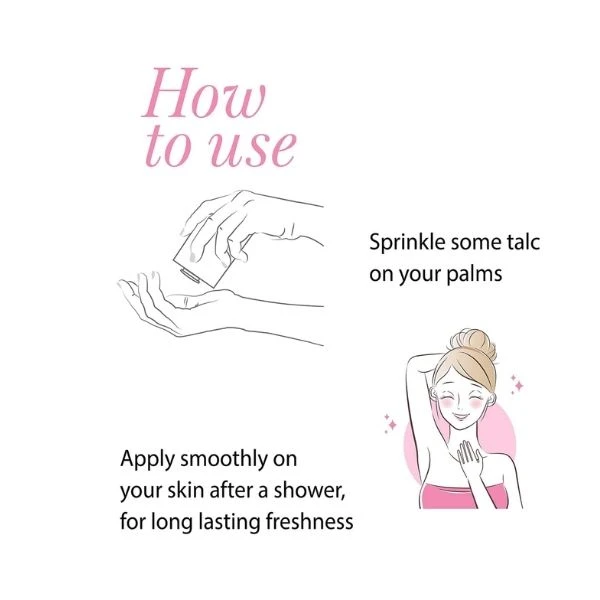 How
to use
Sprinkle some talc
on your palms
Apply smoothly on
your skin after a shower,
for long lasting freshness